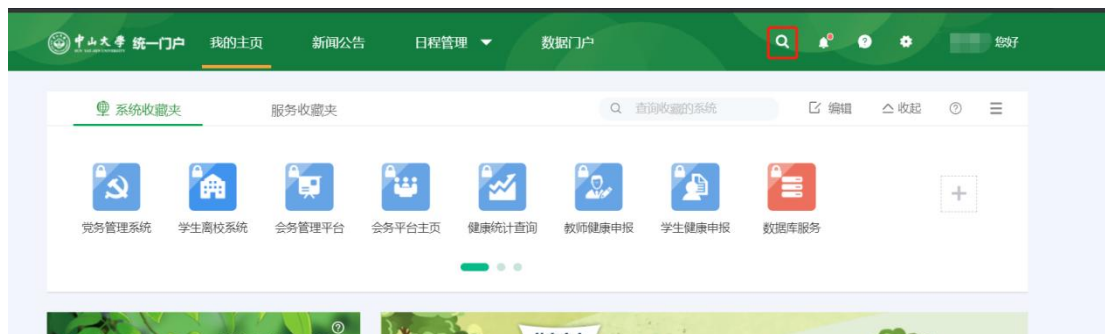 中山大学 统一门户 我的主页 新闻公告 日程管理 数据门户 您好
系统收藏夹 服务收藏夹 查询收藏的系统 编辑 收起
党务管理系统 学生离校系统 会务管理平台 会务平台主页 健康统计查询 教师健康申报 学生健康申报 数据库服务